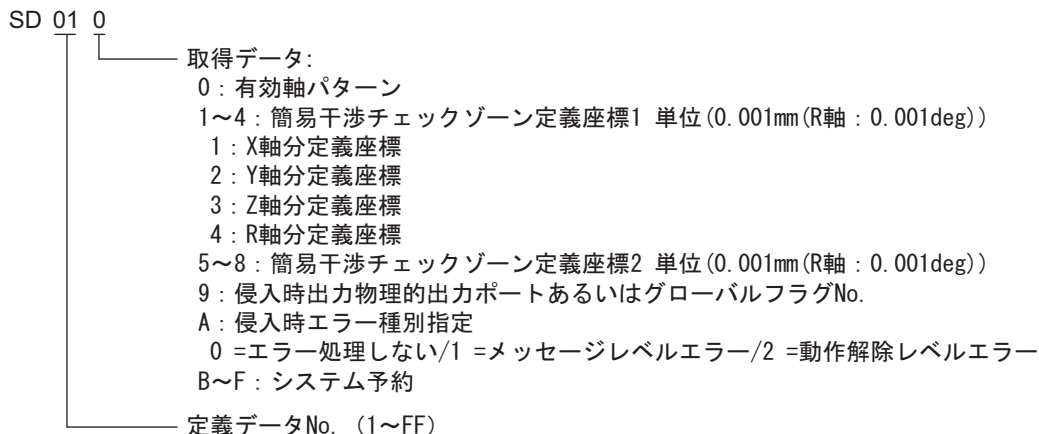 SD 01 0
取得データ:
0：有効軸パターン
1～4：簡易干渉チェックゾーン定義座標1 単位(0.001mm(R軸：0.001deg))
1：X軸分定義座標
2：Y軸分定義座標
3：Z軸分定義座標
4：R軸分定義座標
5～8：簡易干渉チェックゾーン定義座標2 単位(0.001mm(R軸：0.001deg))
9：侵入時出力物理的出力ポートあるいはグローバルフラグNo.
A：侵入時エラー種別指定
0 =エラー処理しない/1 =メッセージレベルエラー/2 =動作解除レベルエラー
B～F：システム予約
定義データNo. (1～FF)